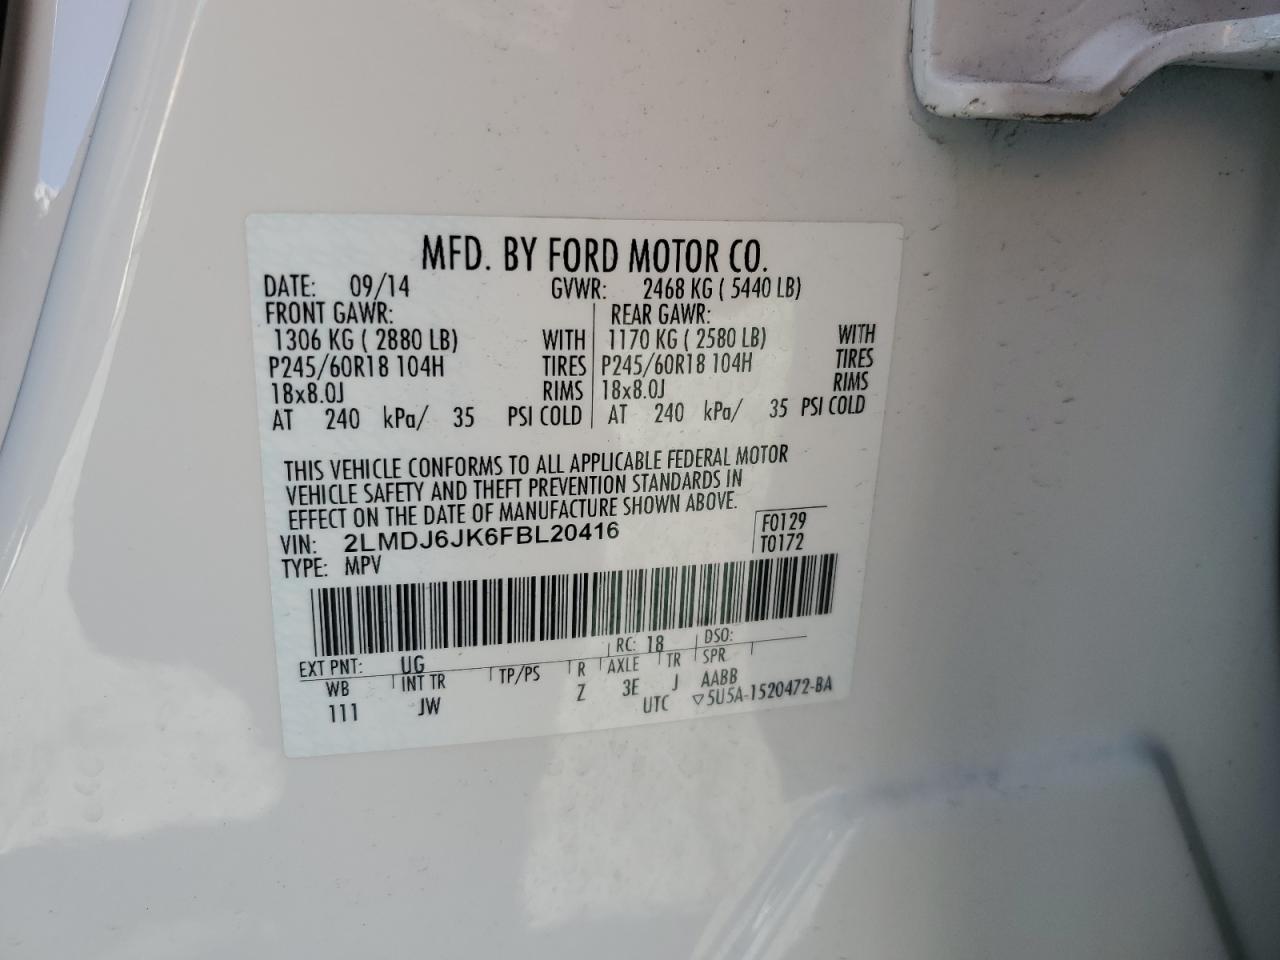 MFD. BY FORD MOTOR CO.
DATE: 09/14 GVWR: 2468 KG ( 5440 LB)
FRONT GAWR: REAR GAWR:
1306 KG ( 2880 LB) WITH 1170 KG ( 2580 LB) WITH
P245/60R18 104H TIRES P245/60R18 104H TIRES
18x8.0J RIMS 18x8.0J RIMS
AT 240 kPa/ 35 PSI COLD AT 240 kPa/ 35 PSI COLD
THIS VEHICLE CONFORMS TO ALL APPLICABLE FEDERAL MOTOR
VEHICLE SAFETY AND THEFT PREVENTION STANDARDS IN
EFFECT ON THE DATE OF MANUFACTURE SHOWN ABOVE.
VIN: 2LMDJ6JK6FBL20416 F0129
TYPE: MPV T0172
EXT PNT: UG RC: 18 DSO:
WB INT TR TP/PS R AXLE TR SPR
111 JW Z 3E J AABB
UTC ▽5U5A-1520472-BA